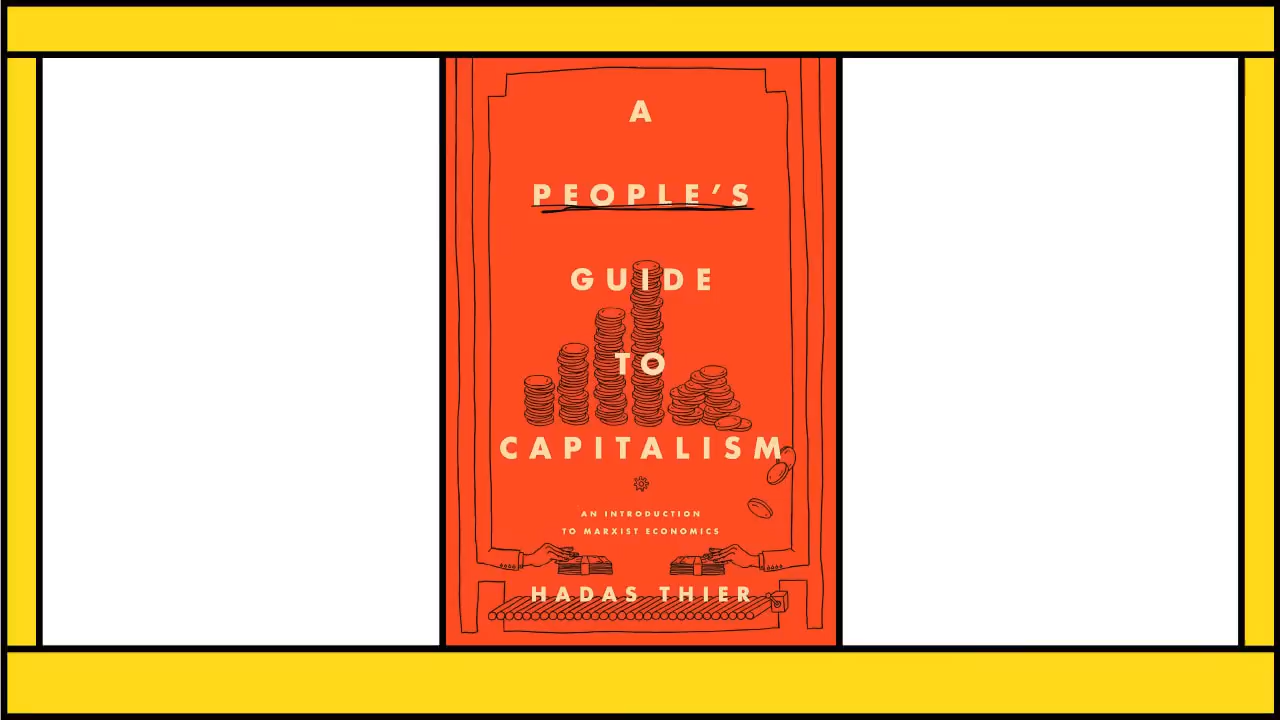 A
PEOPLE’S
GUIDE
TO
CAPITALISM
AN INTRODUCTION
TO MARXIST ECONOMICS
HADAS THIER